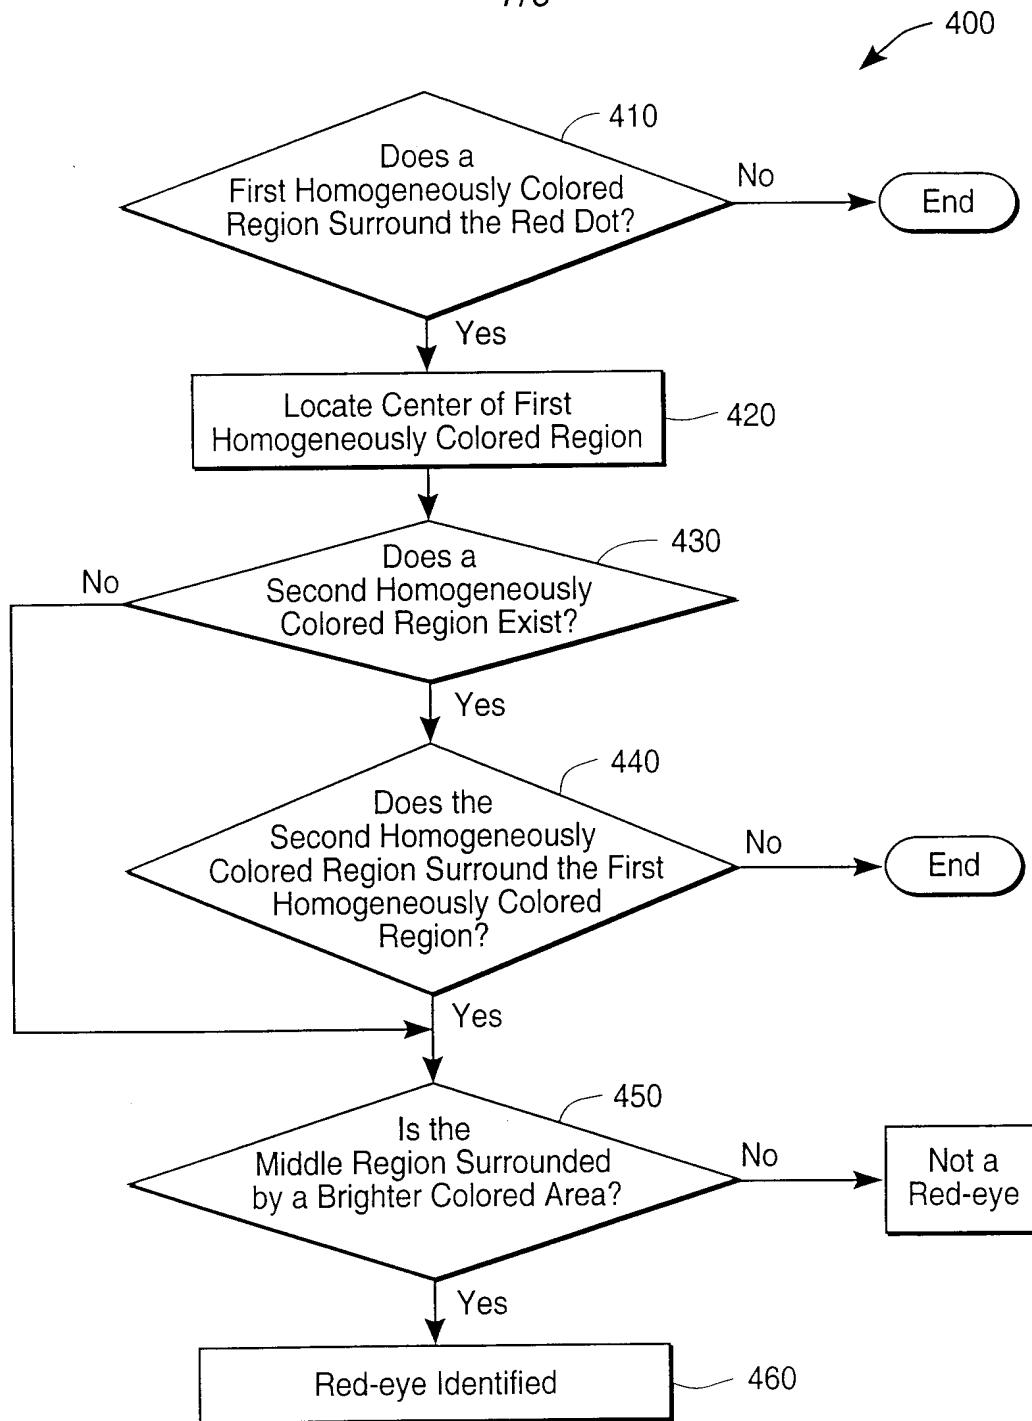 400
410
Does a
First Homogeneously Colored
Region Surround the Red Dot?
No
End
Yes
Locate Center of First
Homogeneously Colored Region
420
430
Does a
Second Homogeneously
Colored Region Exist?
No
Yes
440
Does the
Second Homogeneously
Colored Region Surround the First
Homogeneously Colored
Region?
No
End
Yes
450
Is the
Middle Region Surrounded
by a Brighter Colored Area?
No
Not a
Red-eye
Yes
Red-eye Identified
460